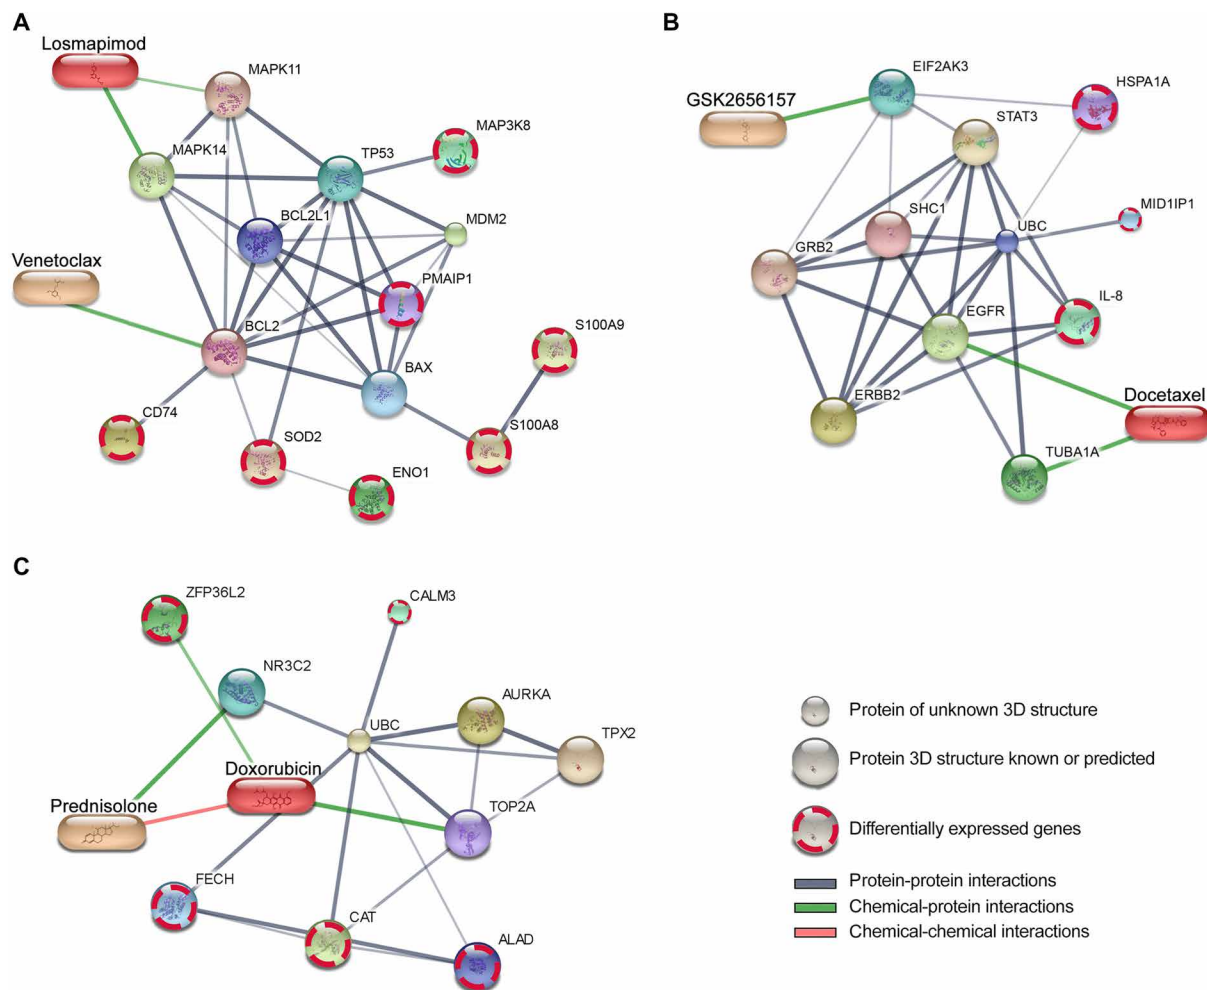 A
Losmapimod
MAPK11
MAPK14
TP53
MAP3K8
BCL2L1
MDM2
Venetoclax
PMAIP1
BCL2
S100A9
BAX
CD74
SOD2
S100A8
ENO1
B
EIF2AK3
HSPA1A
GSK2656157
STAT3
SHC1
UBC
MID1IP1
GRB2
IL-8
EGFR
ERBB2
Docetaxel
TUBA1A
C
ZFP36L2
CALM3
NR3C2
AURKA
UBC
TPX2
Doxorubicin
Prednisolone
TOP2A
FECH
CAT
ALAD
Protein of unknown 3D structure
Protein 3D structure known or predicted
Differentially expressed genes
Protein-protein interactions
Chemical-protein interactions
Chemical-chemical interactions